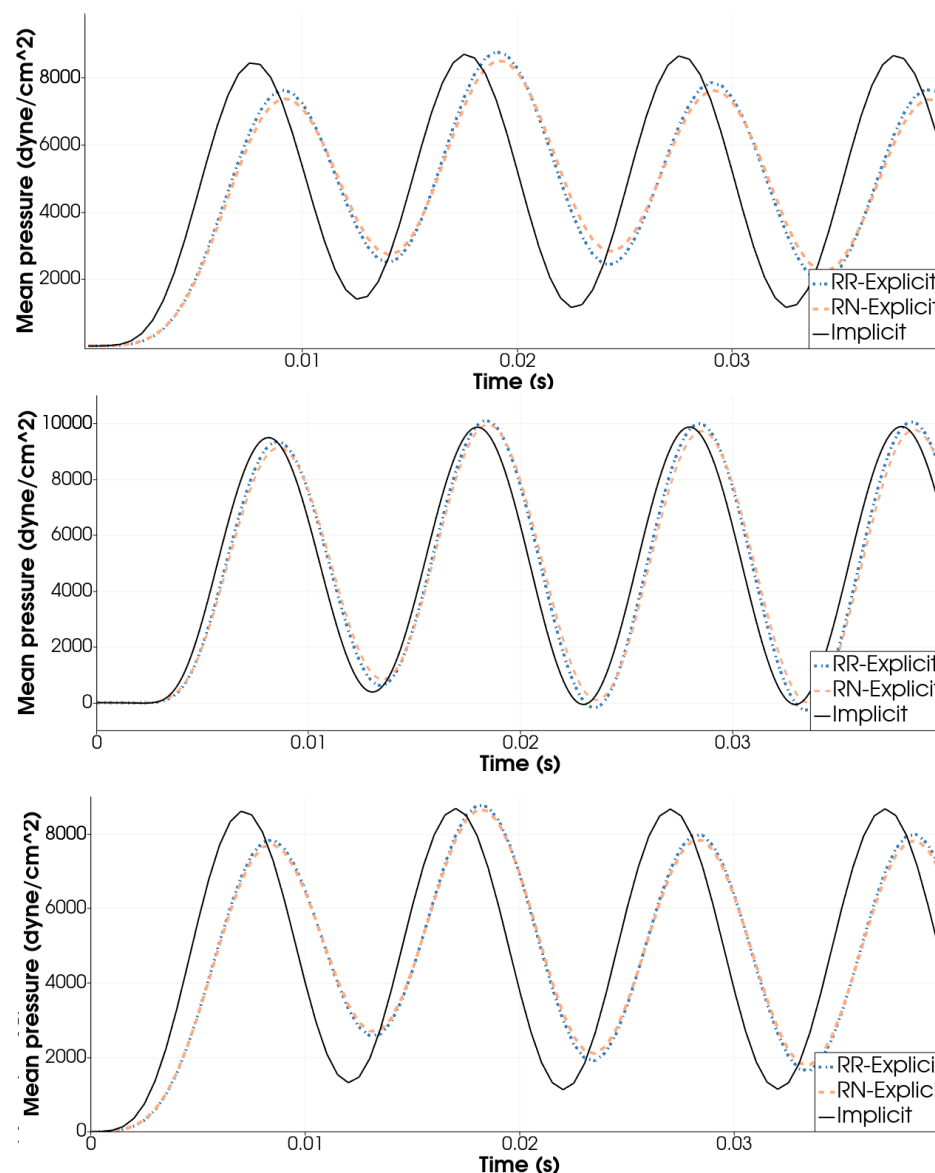 Mean pressure (dyne/cm^2)
8000
6000
4000
2000
0.01 0.02 0.03
Time (s)
RR-Explicit
RN-Explicit
Implicit
Mean pressure (dyne/cm^2)
10000
8000
6000
4000
2000
0
0 0.01 0.02 0.03
Time (s)
RR-Explicit
RN-Explicit
Implicit
Mean pressure (dyne/cm^2)
8000
6000
4000
2000
0
0 0.01 0.02 0.03
Time (s)
RR-Explici
RN-Explici
Implicit